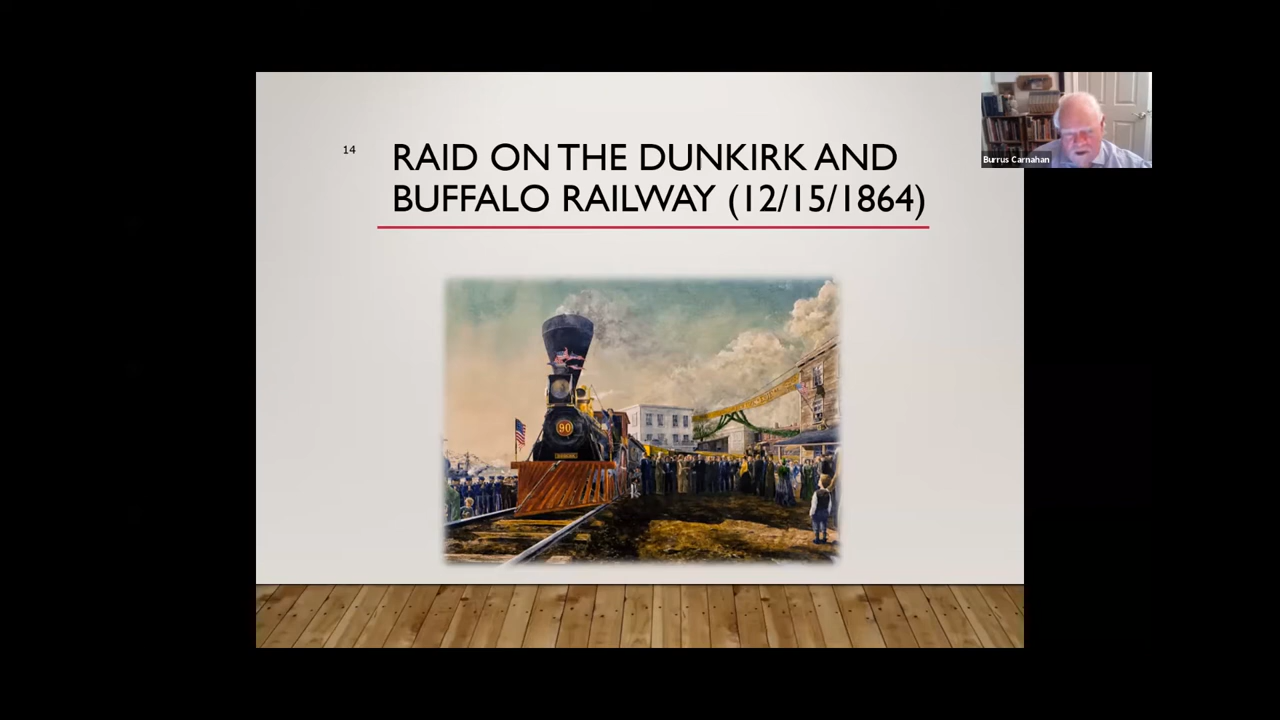 14
RAID ON THE DUNKIRK AND
BUFFALO RAILWAY (12/15/1864)
Burrus Carnahan
90